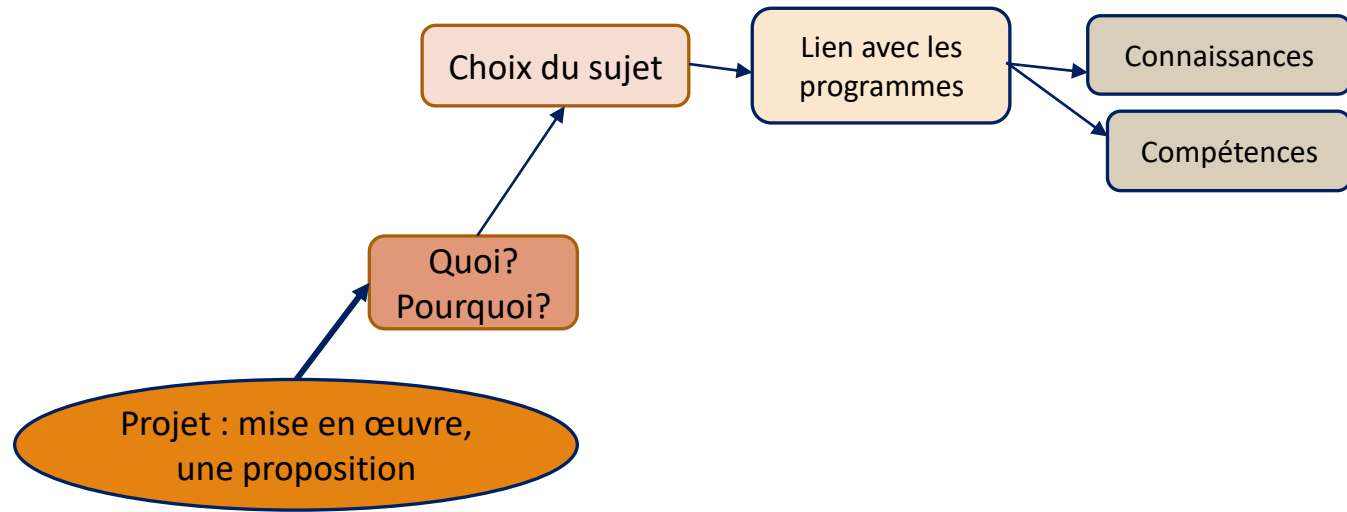 Choix du sujet
Lien avec les
programmes
Connaissances
Compétences
Quoi?
Pourquoi?
Projet : mise en œuvre,
une proposition